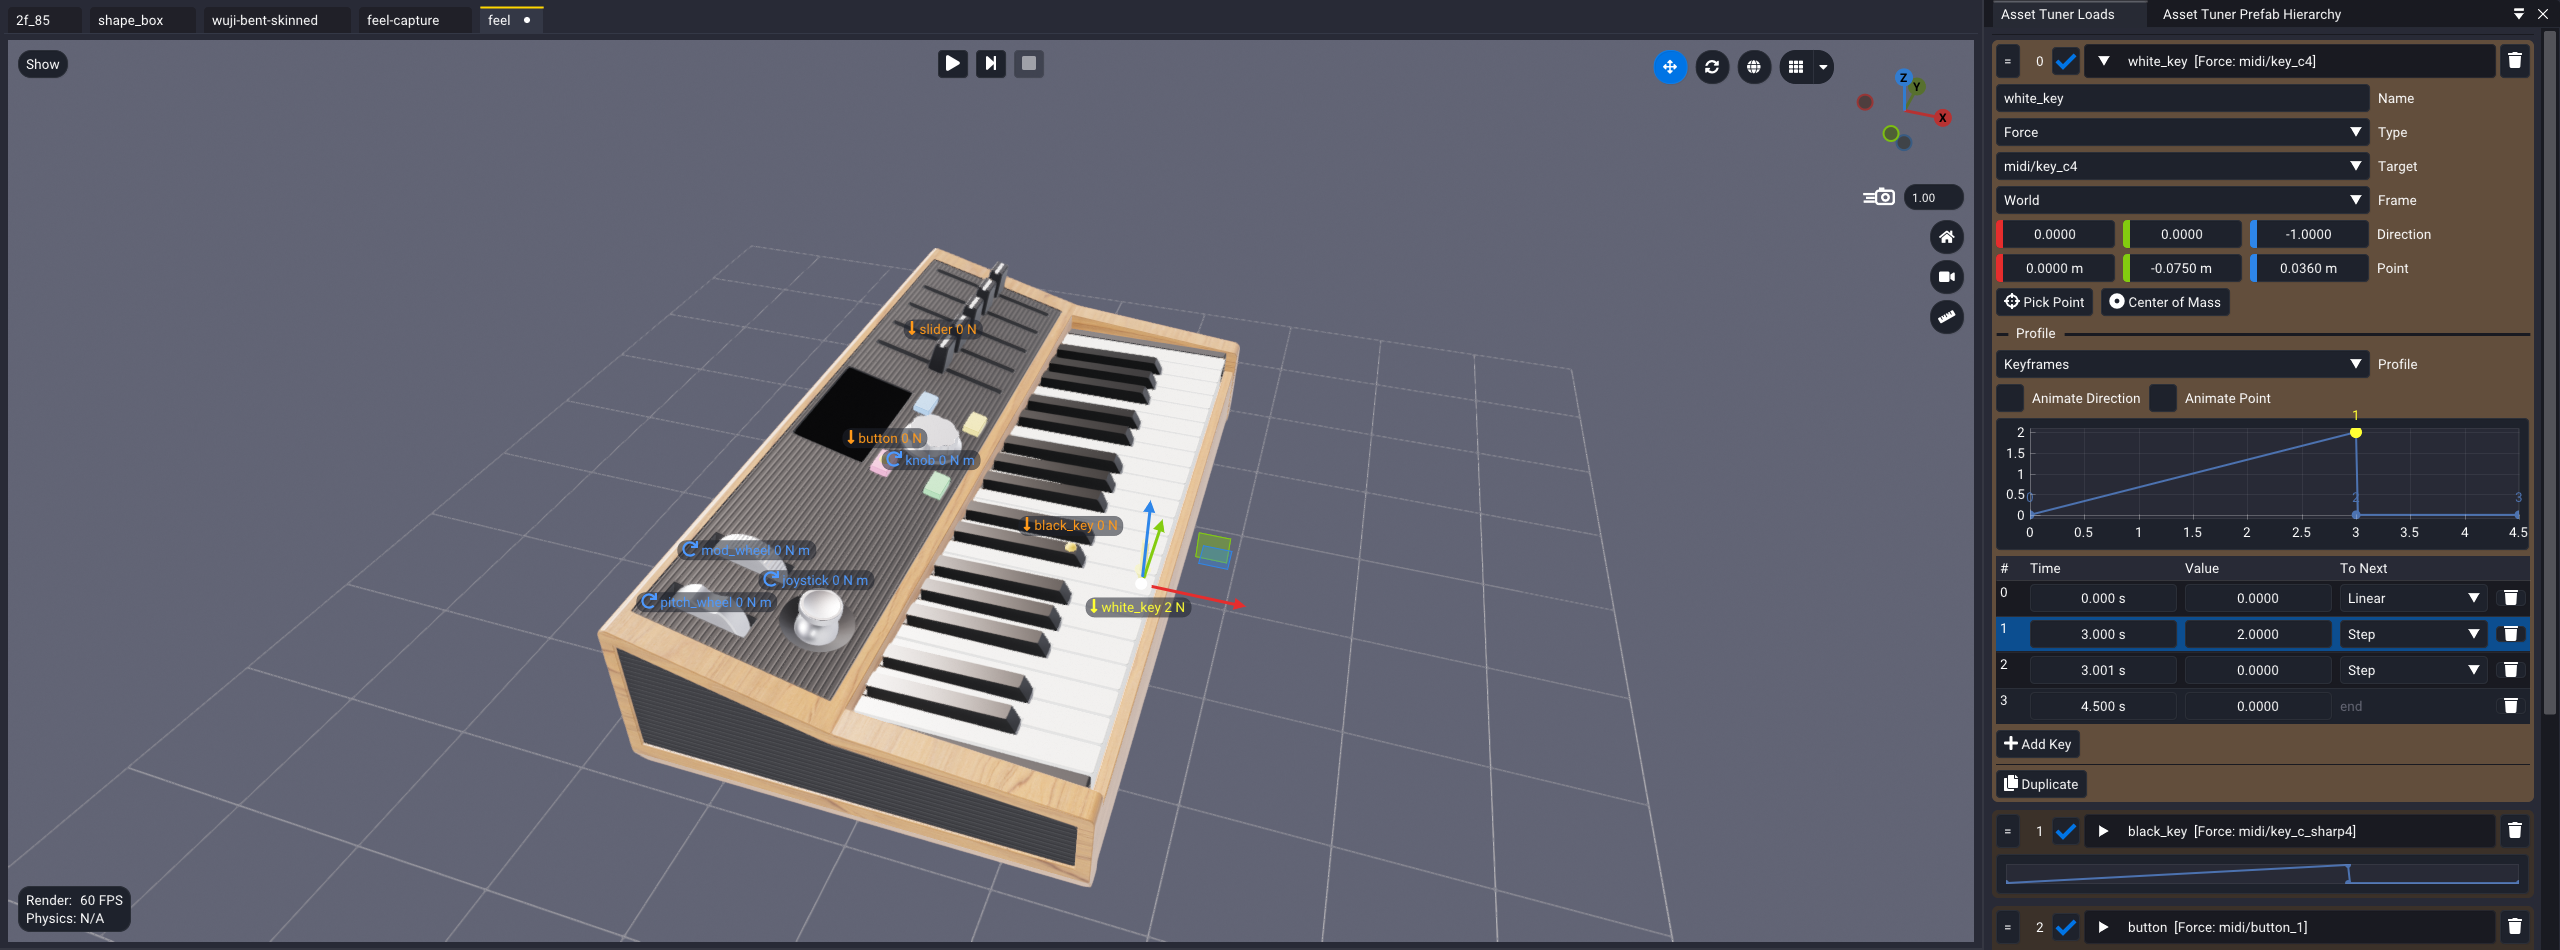 2f_85 shape_box wuji-bent-skinned feel-capture feel
Asset Tuner Loads Asset Tuner Prefab Hierarchy
Show
Z
Y
X
1.00
slider 0 N
button 0 N
knob 0 N m
black_key 0 N
mod_wheel 0 N m
joystick 0 N m
pitch_wheel 0 N m
white_key 2 N
Render: 60 FPS
Physics: N/A
= 0 white_key [Force: midi/key_c4]
white_key Name
Force Type
midi/key_c4 Target
World Frame
0.0000 0.0000 -1.0000 Direction
0.0000 m -0.0750 m 0.0360 m Point
Pick Point Center of Mass
Profile
Keyframes Profile
Animate Direction Animate Point
1
2
1.5
1
0.5 0 2 3
0
0 0.5 1 1.5 2 2.5 3 3.5 4 4.5
# Time Value To Next
0 0.000 s 0.0000 Linear
1 3.000 s 2.0000 Step
2 3.001 s 0.0000 Step
3 4.500 s 0.0000 end
Add Key
Duplicate
= 1 black_key [Force: midi/key_c_sharp4]
= 2 button [Force: midi/button_1]